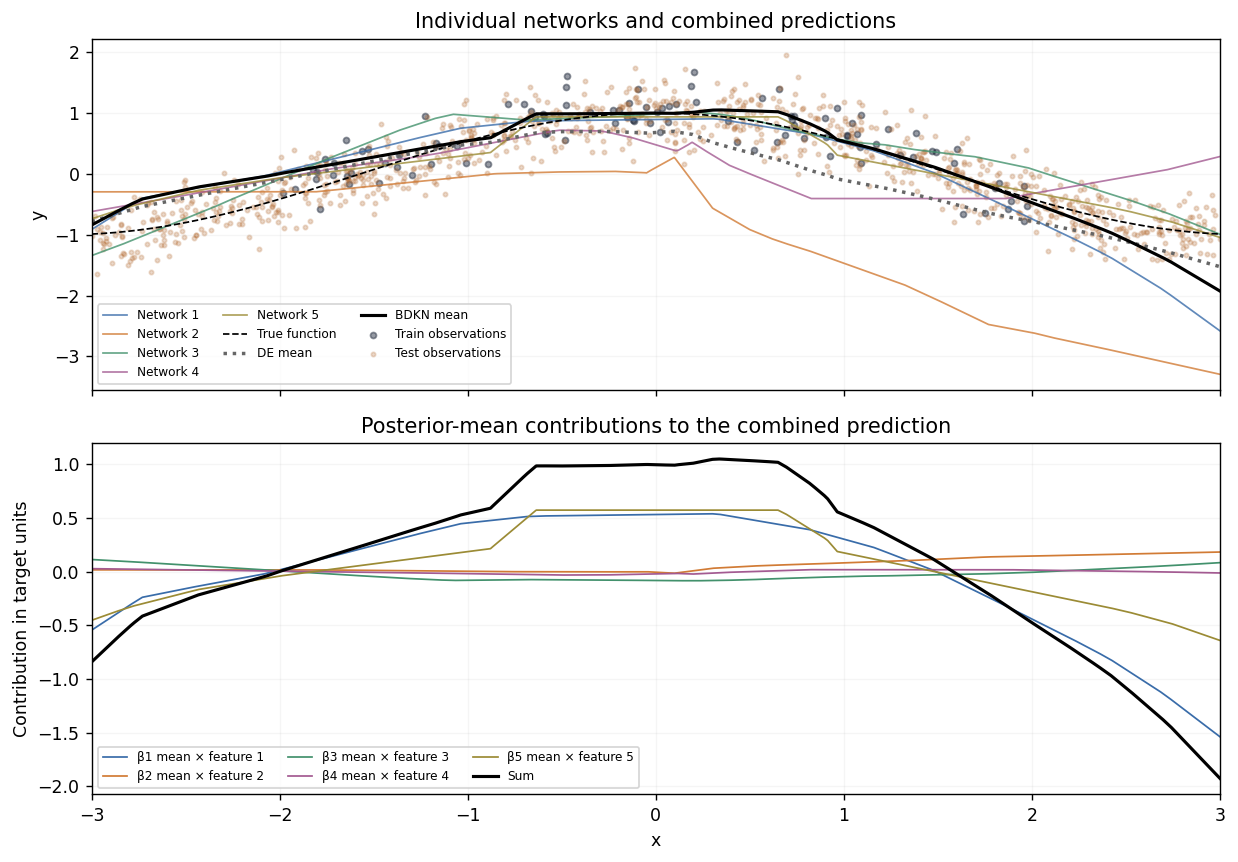 Individual networks and combined predictions
2
1
0
−1
−2
−3
y
Network 1
Network 2
Network 3
Network 4
Network 5
True function
DE mean
BDKN mean
Train observations
Test observations
Posterior-mean contributions to the combined prediction
1.0
0.5
0.0
−0.5
−1.0
−1.5
−2.0
Contribution in target units
β1 mean × feature 1
β2 mean × feature 2
β3 mean × feature 3
β4 mean × feature 4
β5 mean × feature 5
Sum
−3
−2
−1
0
1
2
3
x